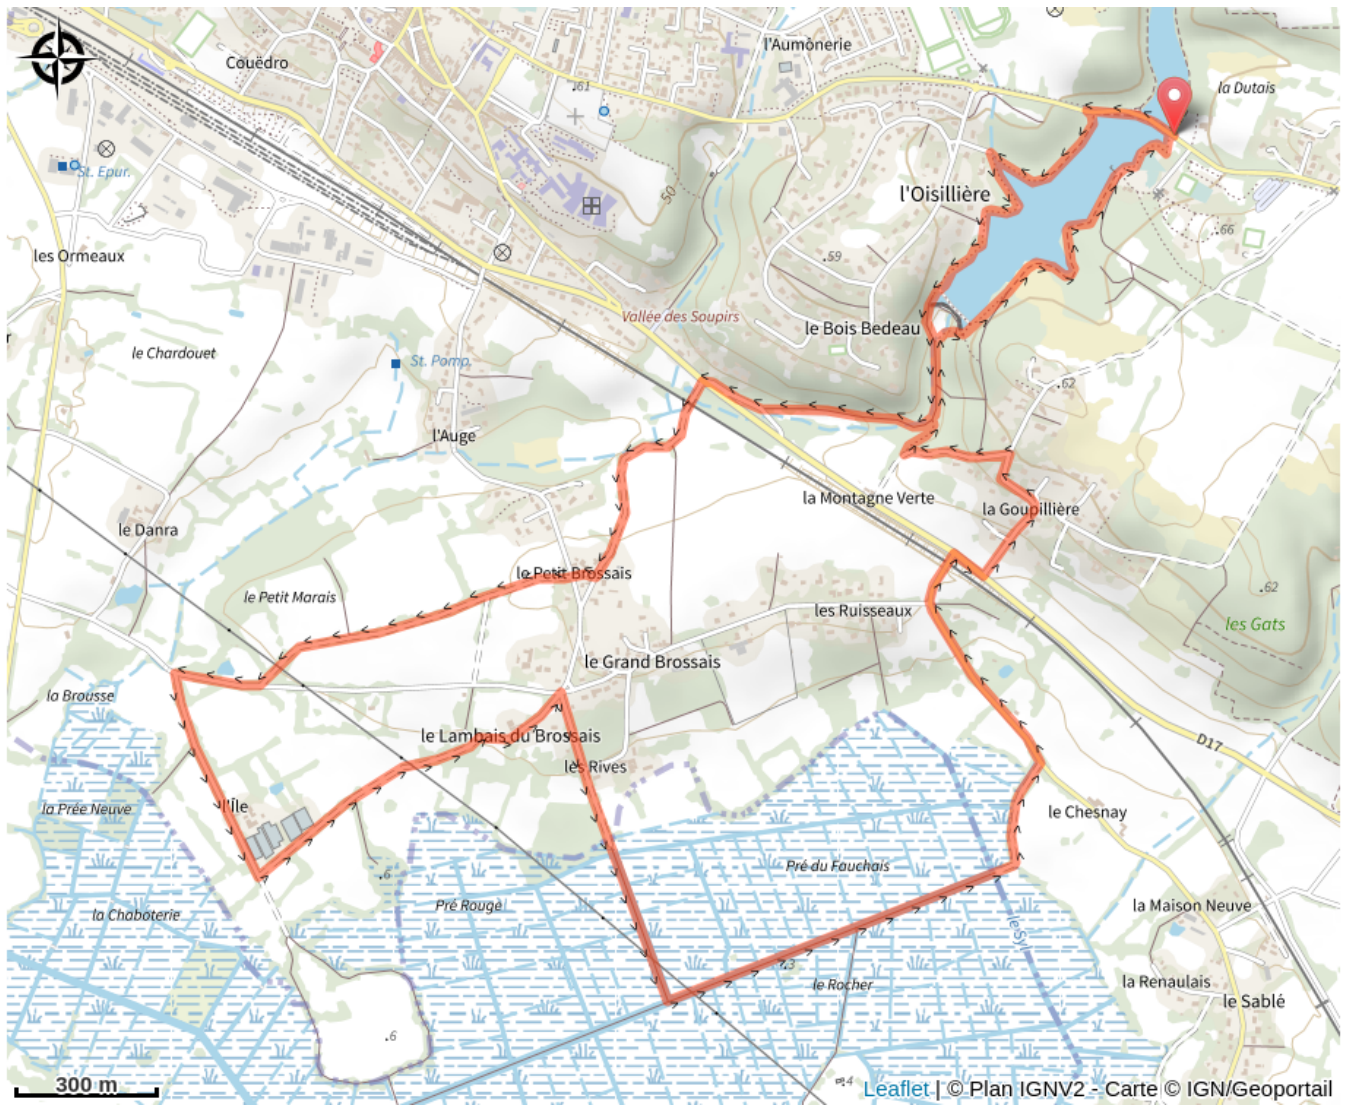 l'Aumônerie
Couëdro
la Dutais
.61
St. Epur.
50
l'Oisillière
.66
les Ormeaux
.59
Vallée des Soupirs
le Bois Bedeau
le Chardouet
St. Pomp.
.62
l'Auge
la Montagne Verte
la Goupillière
le Danra
le Petit Brossais
.62
le Petit Marais
les Ruisseaux
les Gats
le Grand Brossais
la Brousse
le Lambais du Brossais
D17
les Rives
l'Île
la Prée Neuve
le Chesnay
Pré du Fauchais
.6
Pré Rouge
la Maison Neuve
la Chaboterie
.3
le Rocher
la Renaulais
le Sablé
.6
.4
300 m
Leaflet | © Plan IGNV2 - Carte © IGN/Geoportail